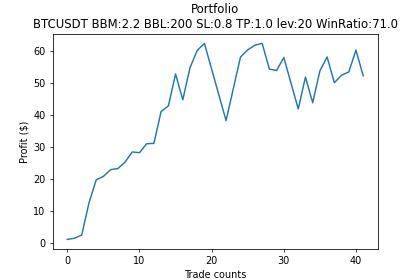 Portfolio
BTCUSDT BBM:2.2 BBL:200 SL:0.8 TP:1.0 lev:20 WinRatio:71.0
60
50
40
30
20
10
0
Profit ($)
0 10 20 30 40
Trade counts